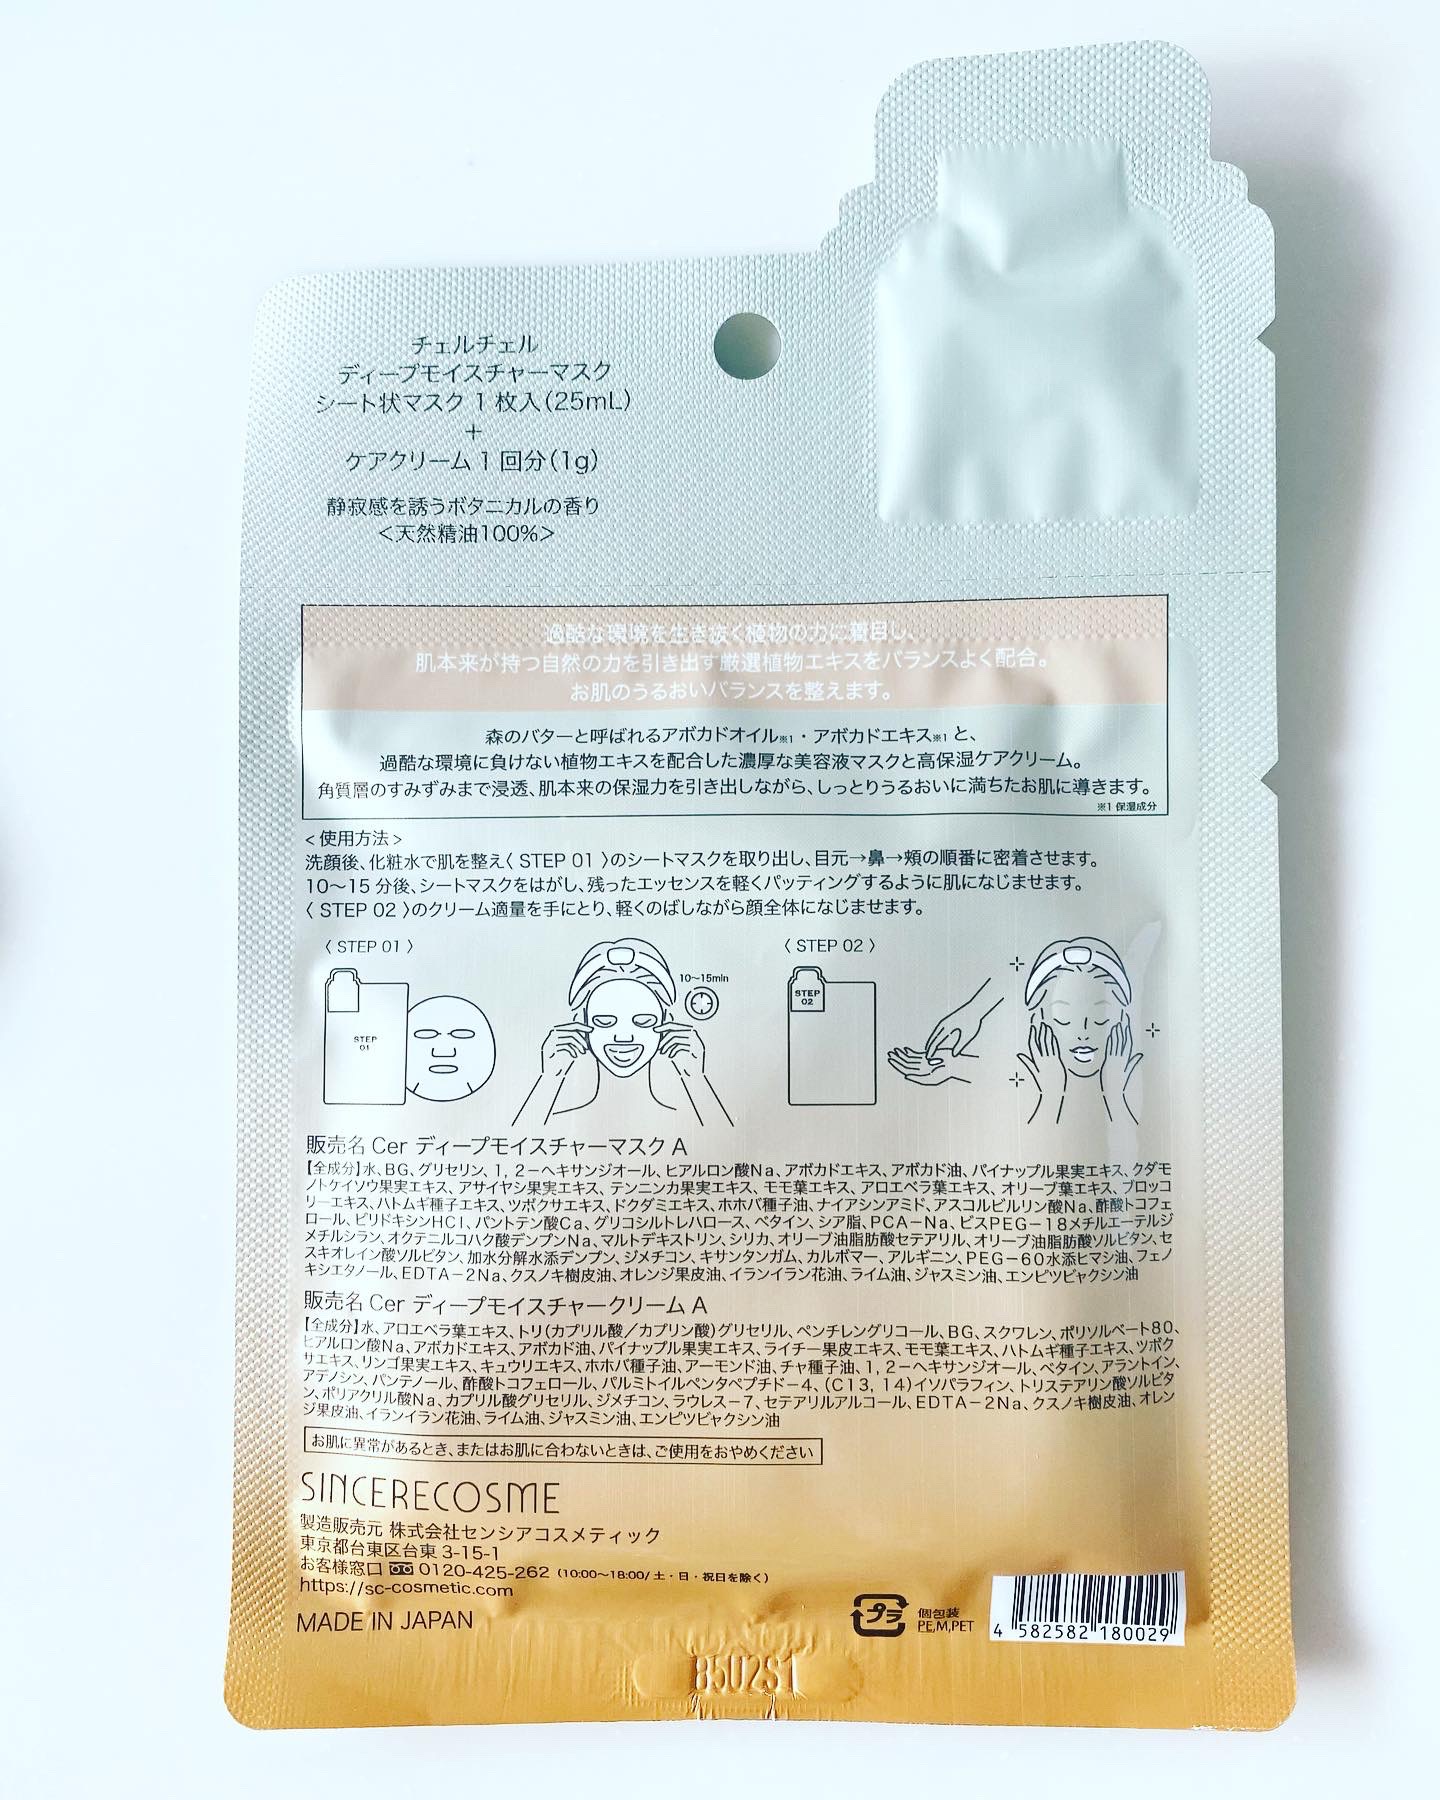 チェルチェル
ディープモイスチャーマスク
シート状マスク 1 枚入(25mL)
+
ケアクリーム 1 回分(1g)
静寂感を誘うボタニカルの香り
<天然精油100%>
過酷な環境を生き抜く植物の力に着目し、
肌本来が持つ自然の力を引き出す厳選植物エキスをバランスよく配合。
お肌のうるおいバランスを整えます。
森のバターと呼ばれるアボカドオイル※1・アボカドエキス※1と、
過酷な環境に負けない植物エキスを配合した濃厚な美容液マスクと高保湿ケアクリーム。
角質層のすみずみまで浸透、肌本来の保湿力を引き出しながら、しっとりうるおいに満ちたお肌に導きます。
※1 保湿成分
<使用方法>
洗顔後、化粧水で肌を整え〈 STEP 01 〉のシートマスクを取り出し、目元→鼻→頬の順番に密着させます。
10〜15 分後、シートマスクをはがし、残ったエッセンスを軽くパッティングするように肌になじませます。
〈 STEP 02 〉のクリーム適量を手にとり、軽くのばしながら顔全体になじませます。
〈 STEP 01 〉
〈 STEP 02 〉
STEP
01
10〜15min
STEP
02
販売名 Cer ディープモイスチャーマスク A
【全成分】水、BG、グリセリン、1, 2−ヘキサンジオール、ヒアルロン酸Na、アボカドエキス、アボカド油、パイナップル果実エキス、クダモ
ノトケイソウ果実エキス、アサイヤシ果実エキス、テンニンカ果実エキス、モモ葉エキス、アロエベラ葉エキス、オリーブ葉エキス、ブロッコ
リーエキス、ハトムギ種子エキス、ツボクサエキス、ドクダミエキス、ホホバ種子油、ナイアシンアミド、アスコルビルリン酸Na、酢酸トコフェ
ロール、ピリドキシンHCl、パントテン酸Ca、グリコシルトレハロース、ベタイン、シア脂、PCA−Na、ビスPEG−18メチルエーテルジ
メチルシラン、オクテニルコハク酸デンプンNa、マルトデキストリン、シリカ、オリーブ油脂肪酸セテアリル、オリーブ油脂肪酸ソルビタン、セ
スキオレイン酸ソルビタン、加水分解水添デンプン、ジメチコン、キサンタンガム、カルボマー、アルギニン、PEG−60水添ヒマシ油、フェノ
キシエタノール、EDTA−2Na、クスノキ樹皮油、オレンジ果皮油、イランイラン花油、ライム油、ジャスミン油、エンピツビャクシン油
販売名 Cer ディープモイスチャークリーム A
【全成分】水、アロエベラ葉エキス、トリ(カプリル酸/カプリン酸)グリセリル、ペンチレングリコール、BG、スクワレン、ポリソルベート80、
ヒアルロン酸Na、アボカドエキス、アボカド油、パイナップル果実エキス、ライチー果皮エキス、モモ葉エキス、ハトムギ種子エキス、ツボク
サエキス、リンゴ果実エキス、キュウリエキス、ホホバ種子油、アーモンド油、チャ種子油、1, 2−ヘキサンジオール、ベタイン、アラントイン、
アデノシン、パンテノール、酢酸トコフェロール、パルミトイルペンタペプチド−4、(C13, 14)イソパラフィン、トリステアリン酸ソルビタ
ン、ポリアクリル酸Na、カプリル酸グリセリル、ジメチコン、ラウレス−7、セテアリルアルコール、EDTA−2Na、クスノキ樹皮油、オレン
ジ果皮油、イランイラン花油、ライム油、ジャスミン油、エンピツビャクシン油
お肌に異常があるとき、またはお肌に合わないときは、ご使用をおやめください
SINCERECOSME
製造販売元 株式会社センシアコスメティック
東京都台東区台東 3-15-1
お客様窓口 0120-425-262 (10:00〜18:00/ 土・日・祝日を除く)
https://sc-cosmetic.com
MADE IN JAPAN
プラ
個包装
PE,M,PET
4 582582 180029
8502S1